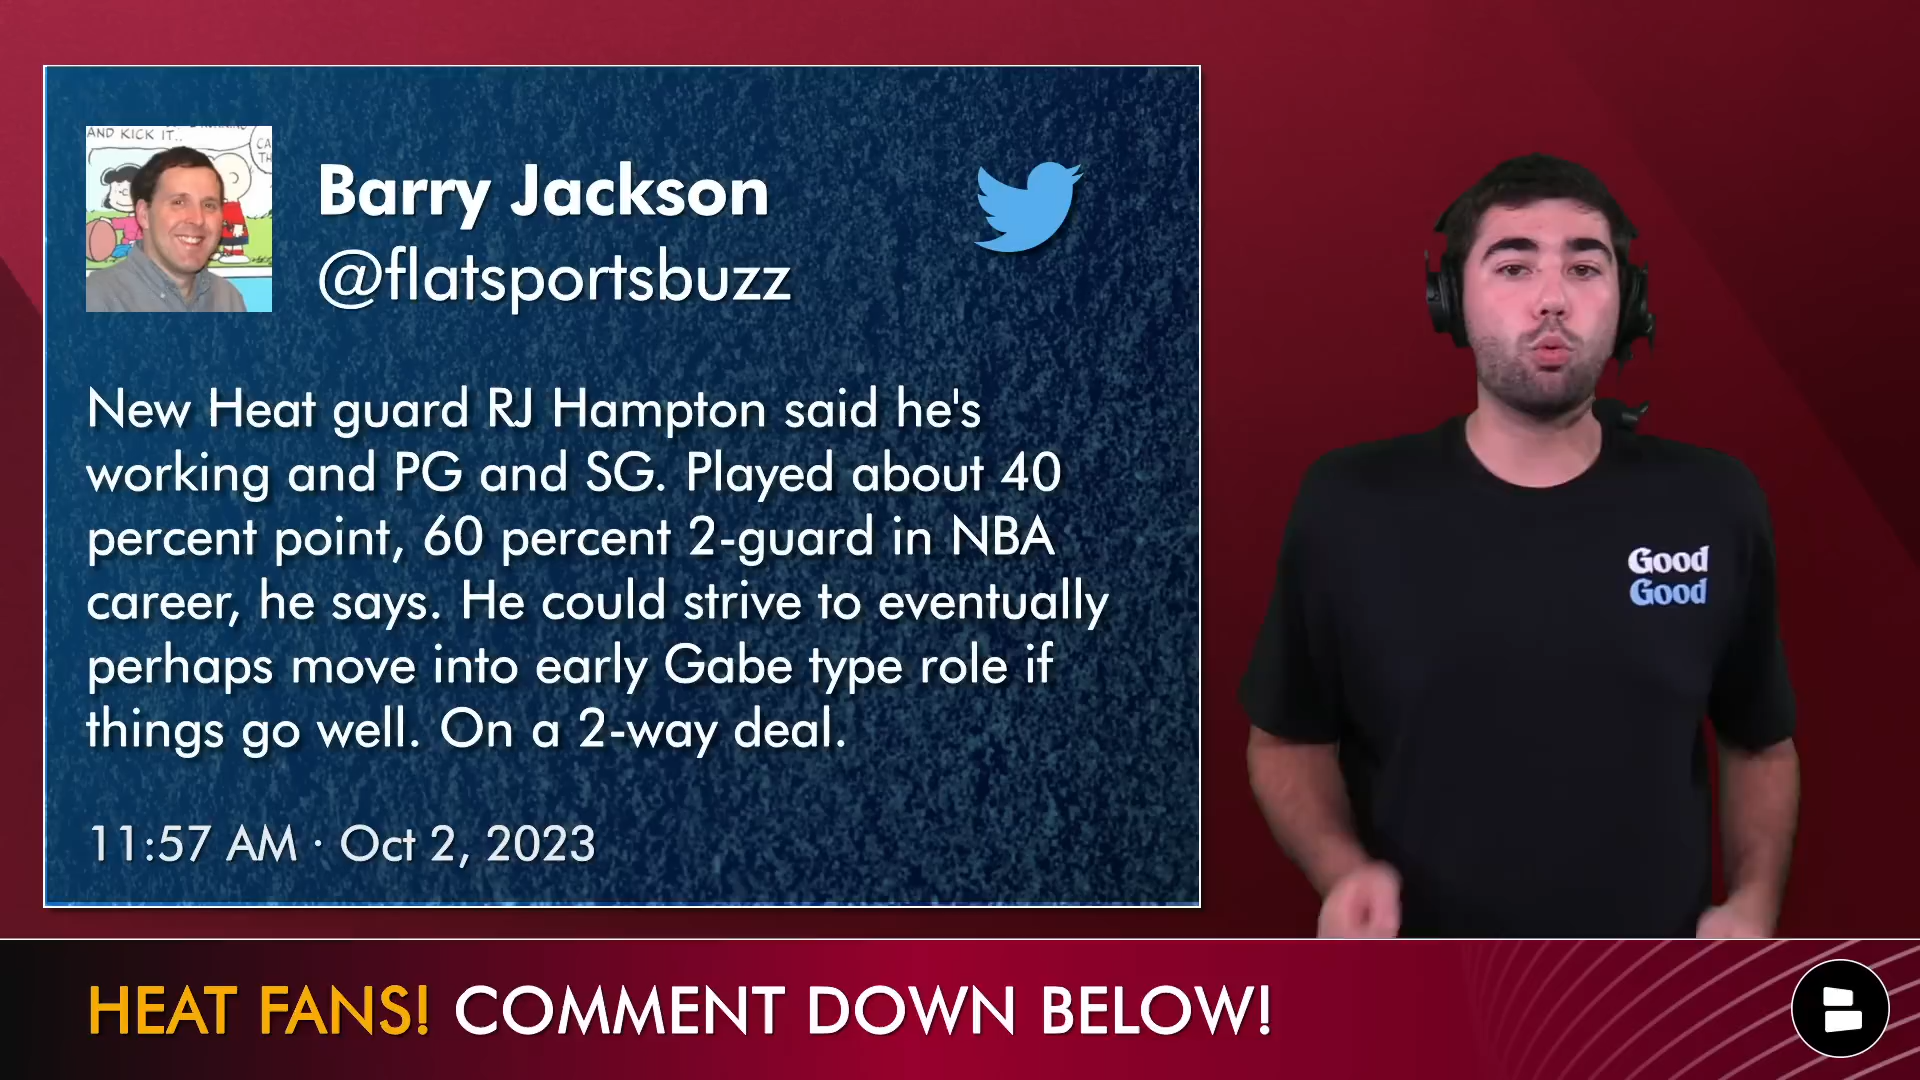 AND KICK IT..
CA
TH
Barry Jackson
@flatsportsbuzz
New Heat guard RJ Hampton said he's
working and PG and SG. Played about 40
percent point, 60 percent 2-guard in NBA
career, he says. He could strive to eventually
perhaps move into early Gabe type role if
things go well. On a 2-way deal.
11:57 AM · Oct 2, 2023
Good
Good
HEAT FANS! COMMENT DOWN BELOW!